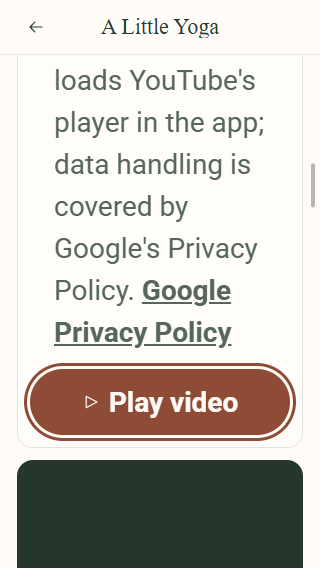 A Little Yoga
loads YouTube's
player in the app;
data handling is
covered by
Google's Privacy
Policy. Google
Privacy Policy
Play video